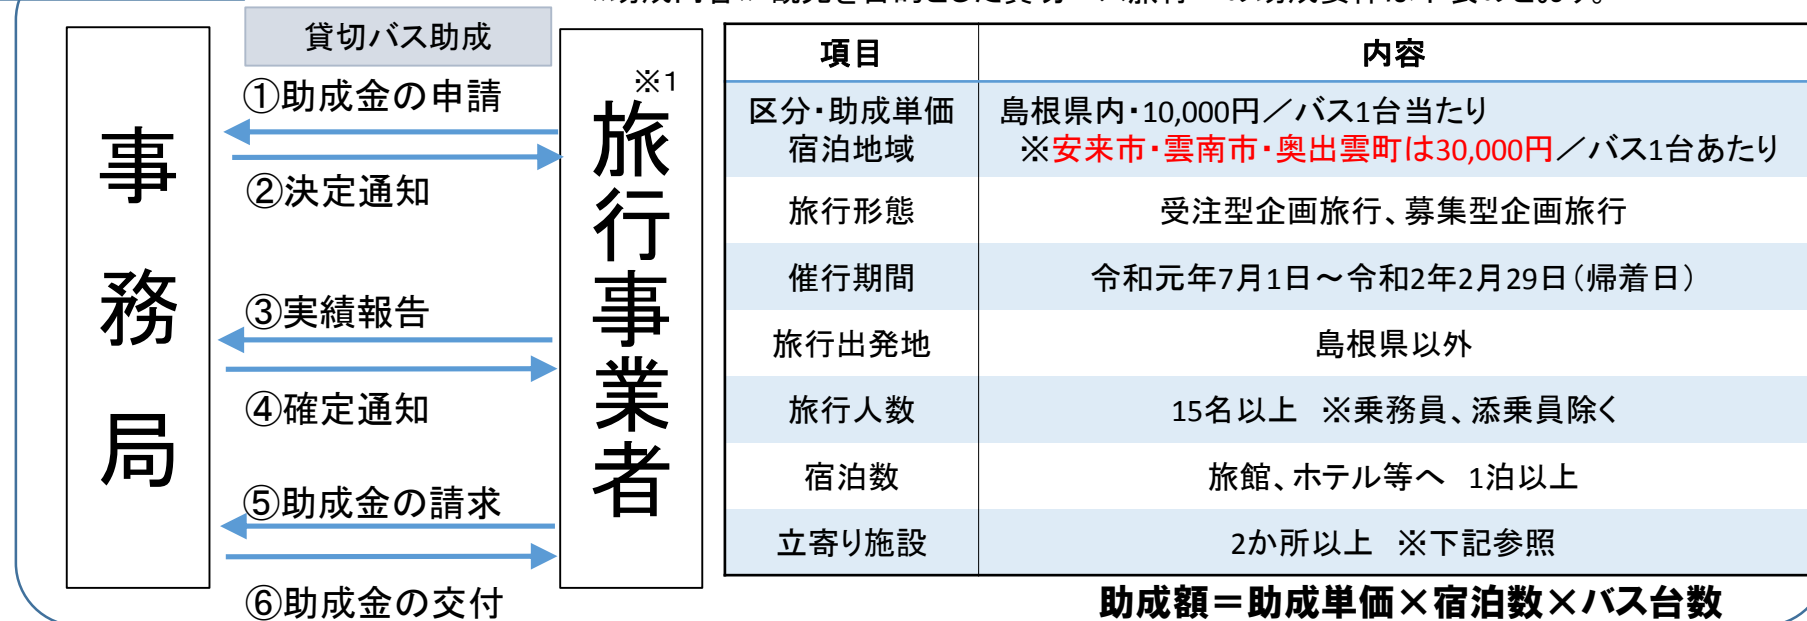 貸切バス助成
①助成金の申請
②決定通知
③実績報告
④確定通知
⑤助成金の請求
⑥助成金の交付
事務局
※1
旅行事業者
項目 内容
区分・助成単価 島根県内・10,000円／バス1台当たり
宿泊地域 ※安来市・雲南市・奥出雲町は30,000円／バス1台あたり
旅行形態 受注型企画旅行、募集型企画旅行
催行期間 令和元年7月1日～令和2年2月29日（帰着日）
旅行出発地 島根県以外
旅行人数 15名以上 ※乗務員、添乗員除く
宿泊数 旅館、ホテル等へ 1泊以上
立寄り施設 2か所以上 ※下記参照
助成額＝助成単価×宿泊数×バス台数